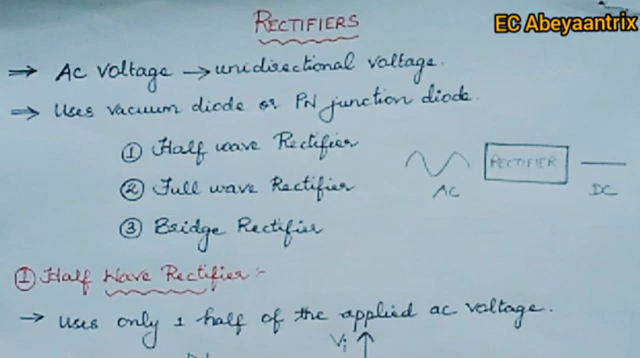 EC Abeyaantrix
RECTIFIERS
⇒ AC Voltage → unidirectional voltage.
⇒ Uses vacuum diode or PN junction diode.
① Half wave Rectifier
② Full wave Rectifier
③ Bridge Rectifier
RECTIFIER
AC
DC
① Half Wave Rectifier :-
→ Uses only 1 half of the applied ac voltage.
Vi ↑